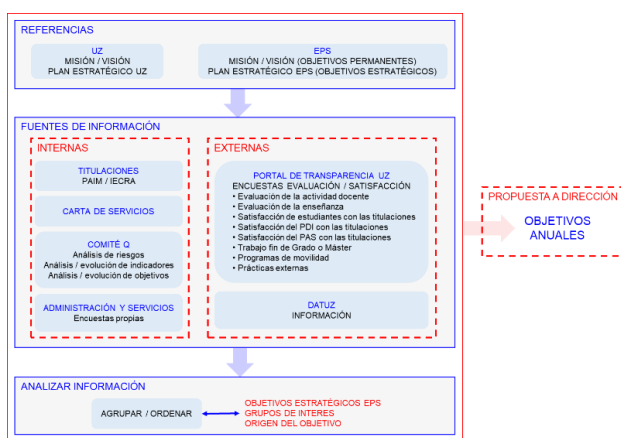 REFERENCIAS
UZ
MISIÓN / VISIÓN
PLAN ESTRATÉGICO UZ
EPS
MISIÓN / VISIÓN (OBJETIVOS PERMANENTES)
PLAN ESTRATÉGICO EPS (OBJETIVOS ESTRATÉGICOS)
FUENTES DE INFORMACIÓN
INTERNAS
TITULACIONES
PAIM / IECRA
CARTA DE SERVICIOS
COMITÉ Q
Análisis de riesgos
Análisis / evolución de indicadores
Análisis / evolución de objetivos
ADMINISTRACIÓN Y SERVICIOS
Encuestas propias
EXTERNAS
PORTAL DE TRANSPARENCIA UZ
ENCUESTAS EVALUACIÓN / SATISFACCIÓN
• Evaluación de la actividad docente
• Evaluación de la enseñanza
• Satisfacción de estudiantes con las titulaciones
• Satisfacción del PDI con las titulaciones
• Satisfacción del PAS con las titulaciones
• Trabajo fin de Grado o Máster
• Programas de movilidad
• Prácticas externas
DATUZ
INFORMACIÓN
PROPUESTA A DIRECCIÓN
OBJETIVOS
ANUALES
ANALIZAR INFORMACIÓN
AGRUPAR / ORDENAR
OBJETIVOS ESTRATÉGICOS EPS
GRUPOS DE INTERES
ORIGEN DEL OBJETIVO